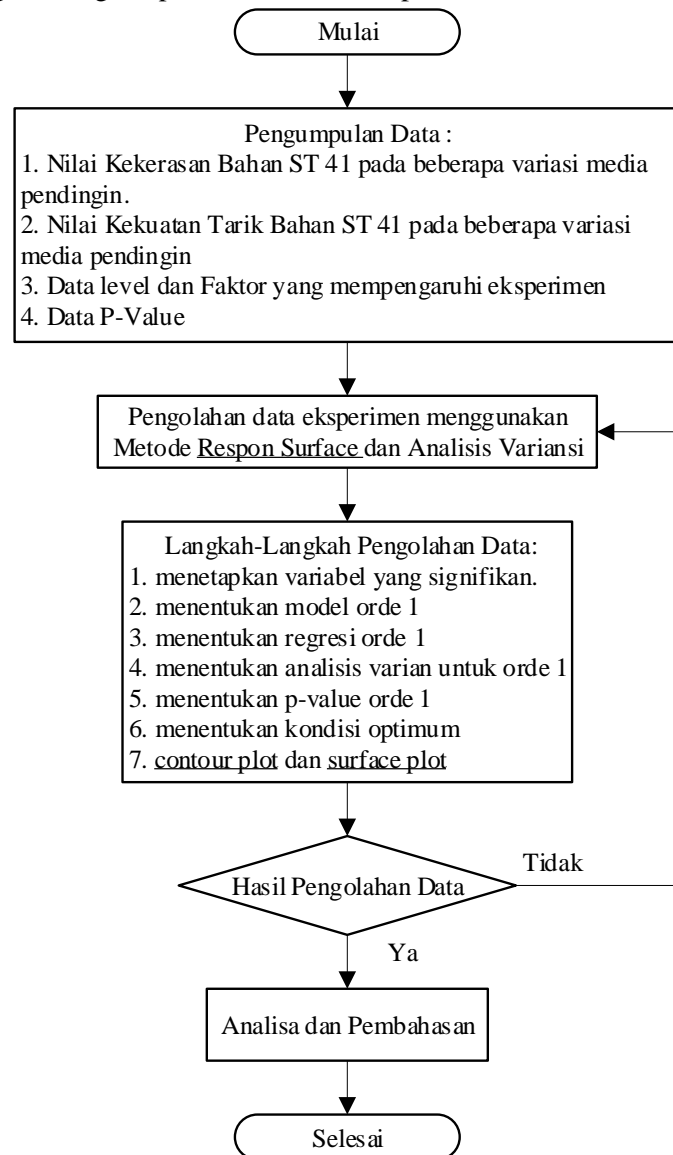 Mulai
Pengumpulan Data :
1. Nilai Kekerasan Bahan ST 41 pada beberapa variasi media
pendingin.
2. Nilai Kekuatan Tarik Bahan ST 41 pada beberapa variasi
media pendingin
3. Data level dan Faktor yang mempengaruhi eksperimen
4. Data P-Value
Pengolahan data eksperimen menggunakan
Metode Respon Surface dan Analisis Variansi
Langkah-Langkah Pengolahan Data:
1. menetapkan variabel yang signifikan.
2. menentukan model orde 1
3. menentukan regresi orde 1
4. menentukan analisis varian untuk orde 1
5. menentukan p-value orde 1
6. menentukan kondisi optimum
7. contour plot dan surface plot
Hasil Pengolahan Data
Tidak
Ya
Analisa dan Pembahasan
Selesai